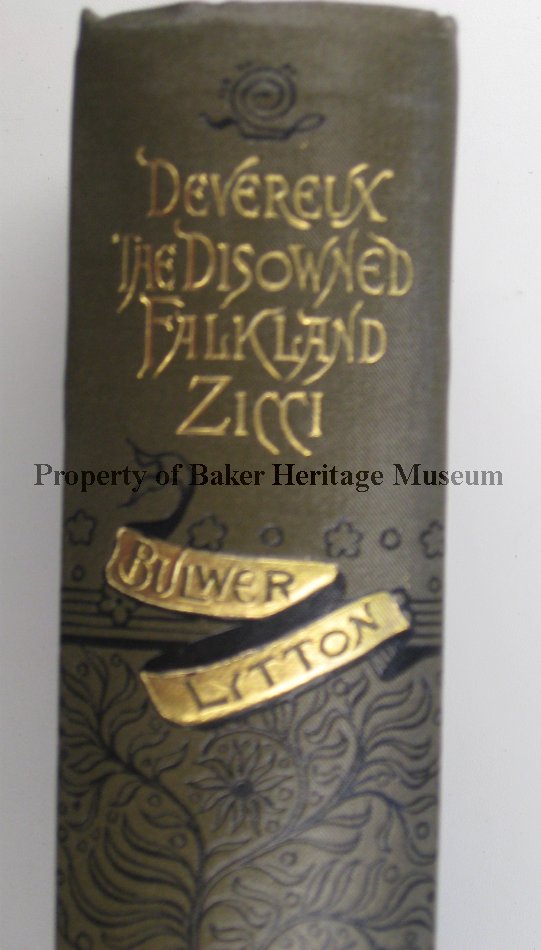 DEVEREUX
THE DISOWNED
FALKLAND
ZICCI
Property of Baker Heritage Museum
BULWER
LYTTON